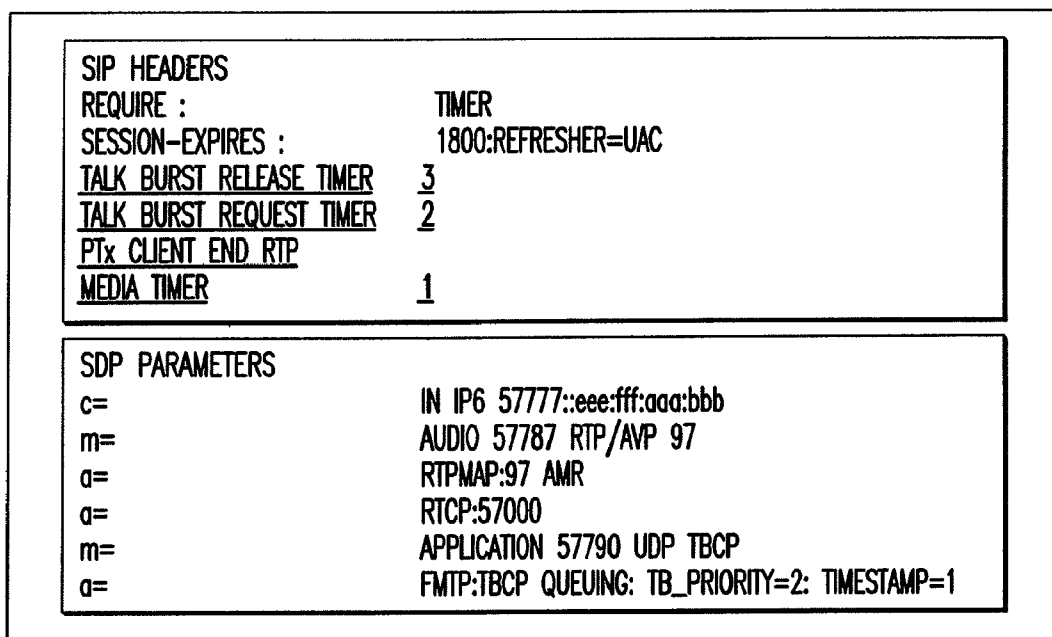 SIP HEADERS
REQUIRE : TIMER
SESSION-EXPIRES : 1800:REFRESHER=UAC
TALK BURST RELEASE TIMER 3
TALK BURST REQUEST TIMER 2
PTx CLIENT END RTP
MEDIA TIMER 1
SDP PARAMETERS
c= IN IP6 57777::eee:fff:aaa:bbb
m= AUDIO 57787 RTP/AVP 97
a= RTPMAP:97 AMR
a= RTCP:57000
m= APPLICATION 57790 UDP TBCP
a= FMTP:TBCP QUEUING: TB_PRIORITY=2: TIMESTAMP=1